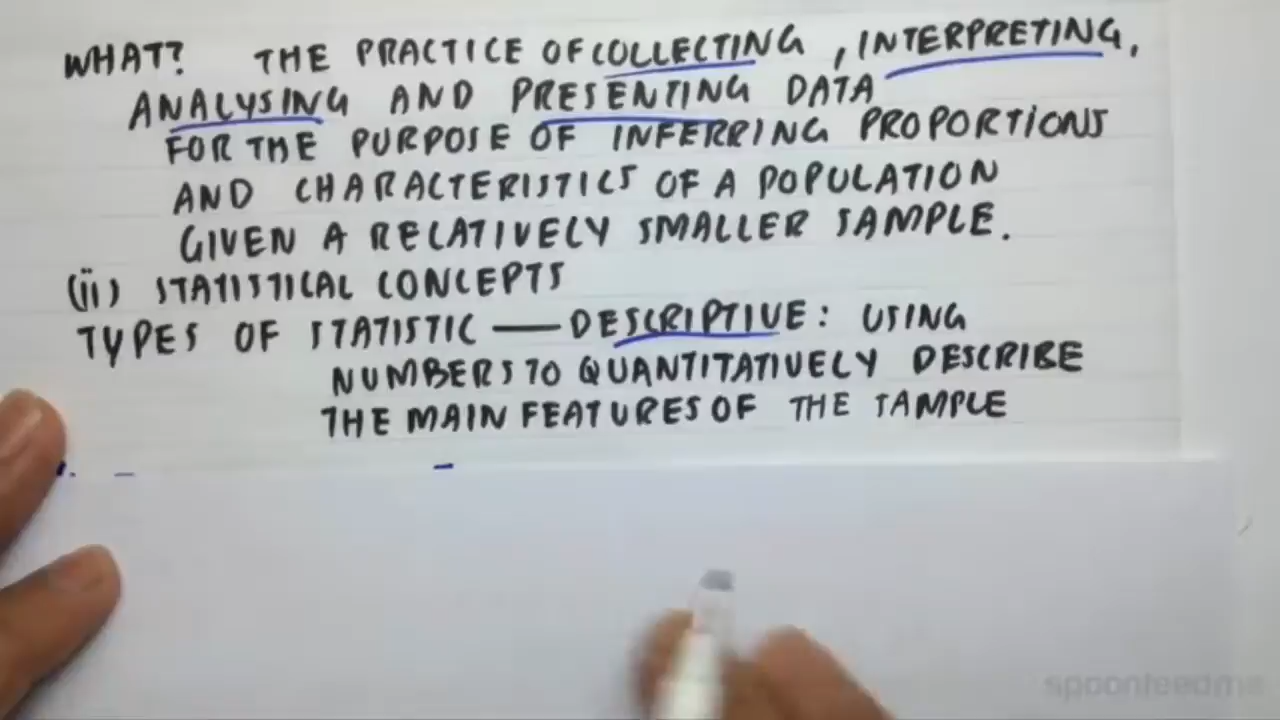 WHAT? THE PRACTICE OF COLLECTING, INTERPRETING,
ANALYSING AND PRESENTING DATA
FOR THE PURPOSE OF INFERRING PROPORTIONS
AND CHARACTERISTICS OF A POPULATION
GIVEN A RELATIVELY SMALLER SAMPLE.
(ii) STATISTICAL CONCEPTS
TYPES OF STATISTIC — DESCRIPTIVE: USING
NUMBERS TO QUANTITATIVELY DESCRIBE
THE MAIN FEATURES OF THE TAMPLE
spoonfeedme